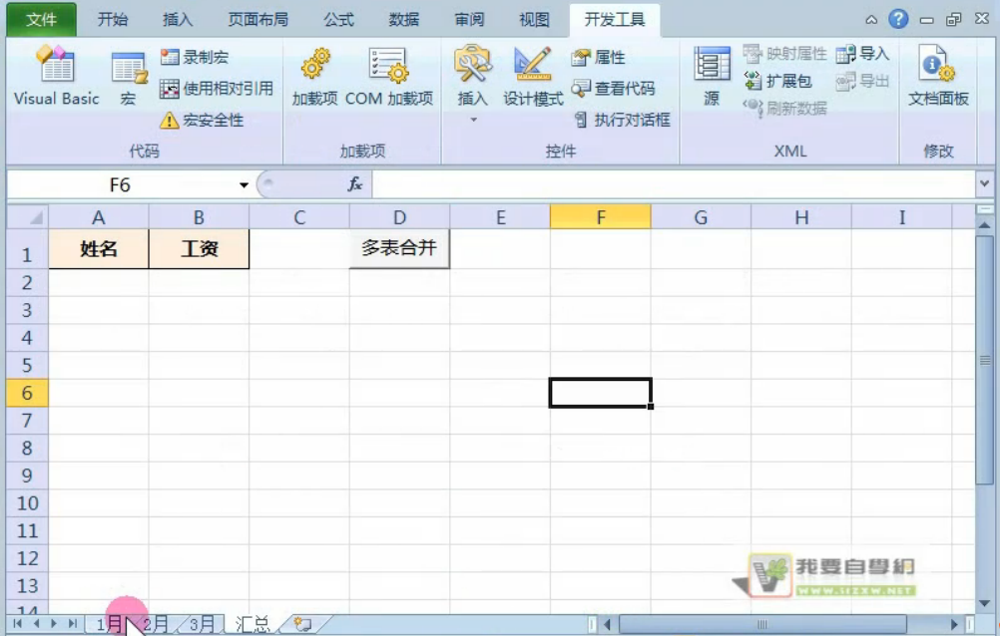 文件 开始 插入 页面布局 公式 数据 审阅 视图 开发工具
Visual Basic 宏 录制宏 使用相对引用 宏安全性
加载项 COM 加载项
插入 设计模式 属性 查看代码 执行对话框
源 映射属性 扩展包 刷新数据 导入 导出
文档面板
代码 加载项 控件 XML 修改
F6 fx
A B C D E F G H I
1 姓名 工资 多表合并
2
3
4
5
6
7
8
9
10
11
12
13
14
我要自學網
WWW.51ZXW.NET
1月 2月 3月 汇总